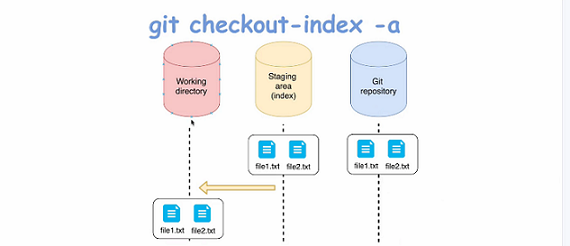 git checkout-index -a
Working
directory
Staging
area
(index)
Git
repository
file1.txt file2.txt
file1.txt file2.txt
file1.txt file2.txt